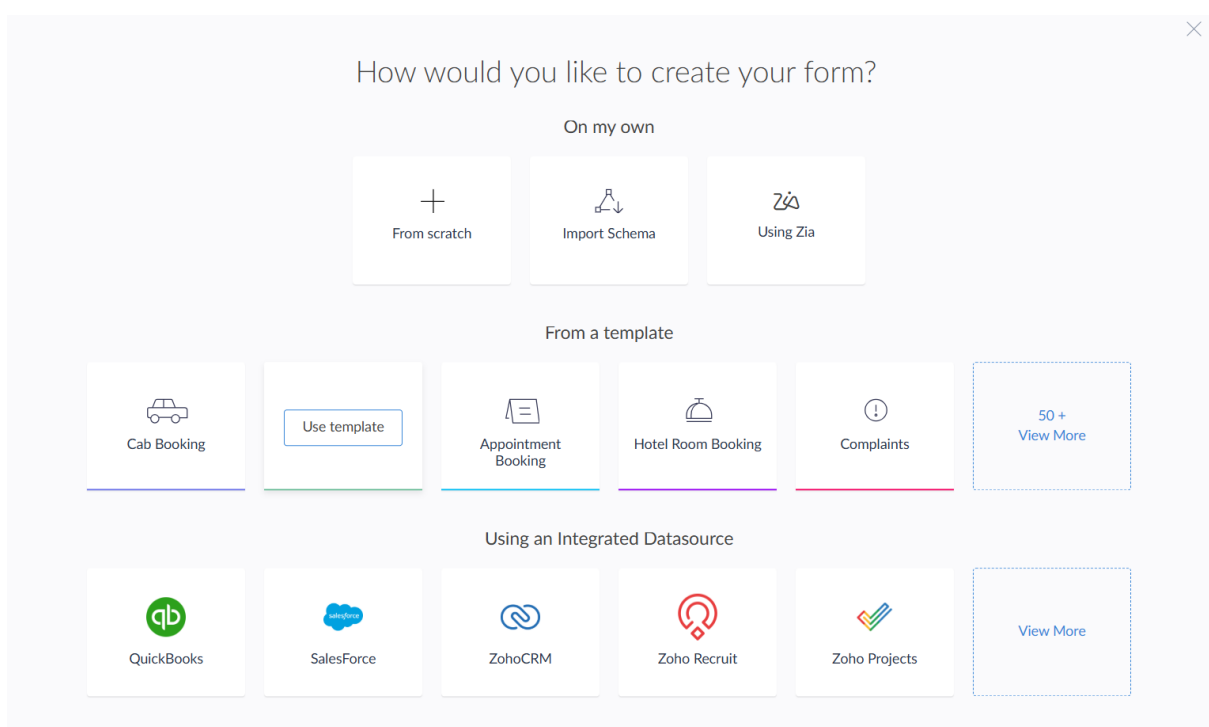 How would you like to create your form?
On my own
From scratch
Import Schema
Zia
Using Zia
From a template
Cab Booking
Use template
Appointment
Booking
Hotel Room Booking
Complaints
50 +
View More
Using an Integrated Datasource
qb
QuickBooks
salesforce
SalesForce
ZohoCRM
Zoho Recruit
Zoho Projects
View More